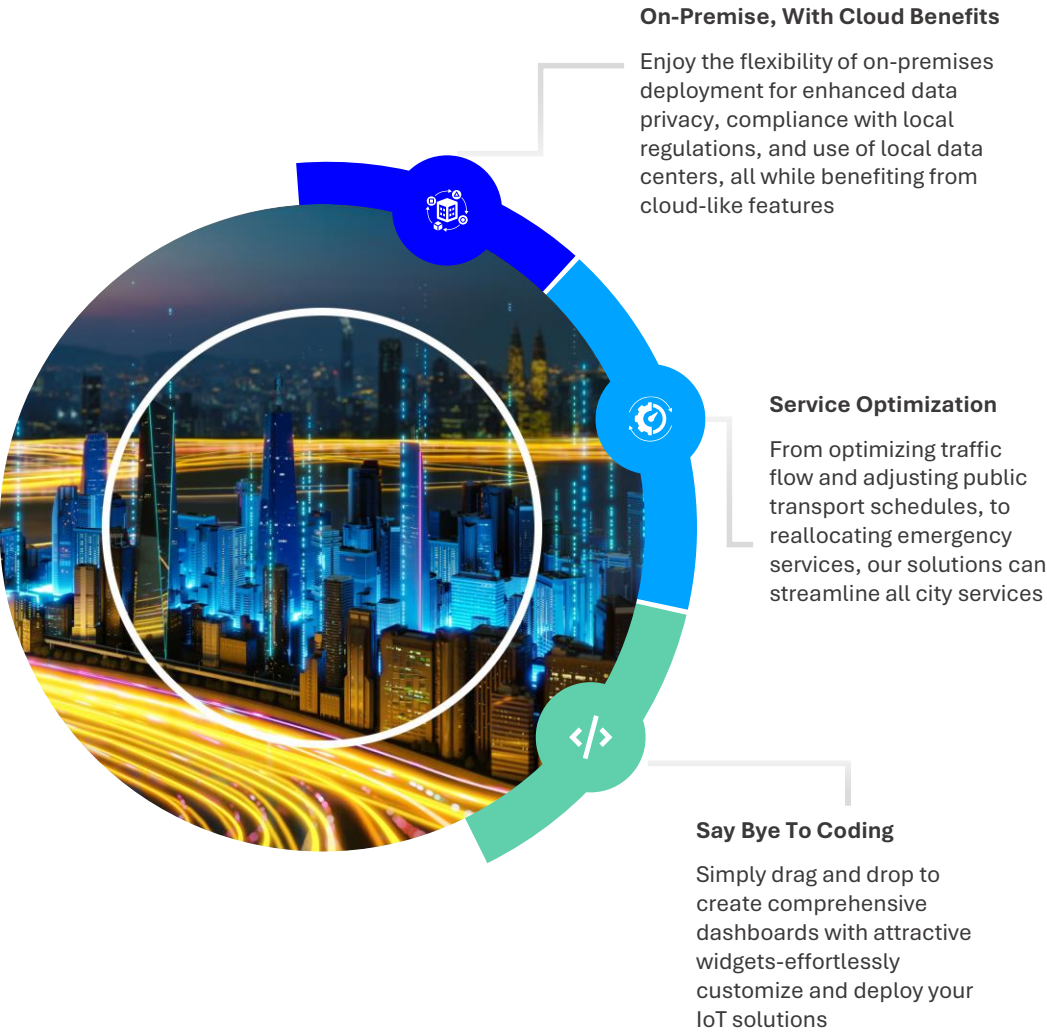 On-Premise, With Cloud Benefits
Enjoy the flexibility of on-premises
deployment for enhanced data
privacy, compliance with local
regulations, and use of local data
centers, all while benefiting from
cloud-like features
Service Optimization
From optimizing traffic
flow and adjusting public
transport schedules, to
reallocating emergency
services, our solutions can
streamline all city services
</>
Say Bye To Coding
Simply drag and drop to
create comprehensive
dashboards with attractive
widgets-effortlessly
customize and deploy your
IoT solutions